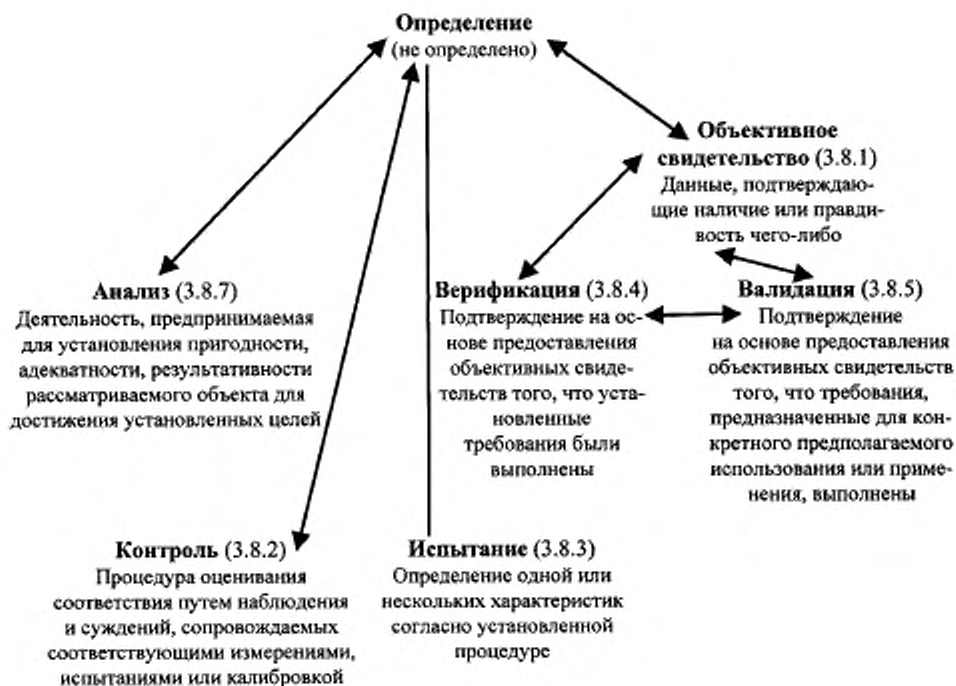 Определение
(не определено)
Объективное
свидетельство (3.8.1)
Данные, подтверждаю-
щие наличие или правди-
вость чего-либо
Анализ (3.8.7)
Деятельность, предпринимаемая
для установления пригодности,
адекватности, результативности
рассматриваемого объекта для
достижения установленных целей
Верификация (3.8.4)
Подтверждение на ос-
нове предоставления
объективных свиде-
тельств того, что уста-
новленные
требования были
выполнены
Валидация (3.8.5)
Подтверждение
на основе предоставления
объективных свидетельств
того, что требования,
предназначенные для кон-
кретного предполагаемого
использования или приме-
нения, выполнены
Контроль (3.8.2)
Процедура оценивания
соответствия путем наблюдения
и суждений, сопровождаемых
соответствующими измерениями,
испытаниями или калибровкой
Испытание (3.8.3)
Определение одной или
нескольких характеристик
согласно установленной
процедуре